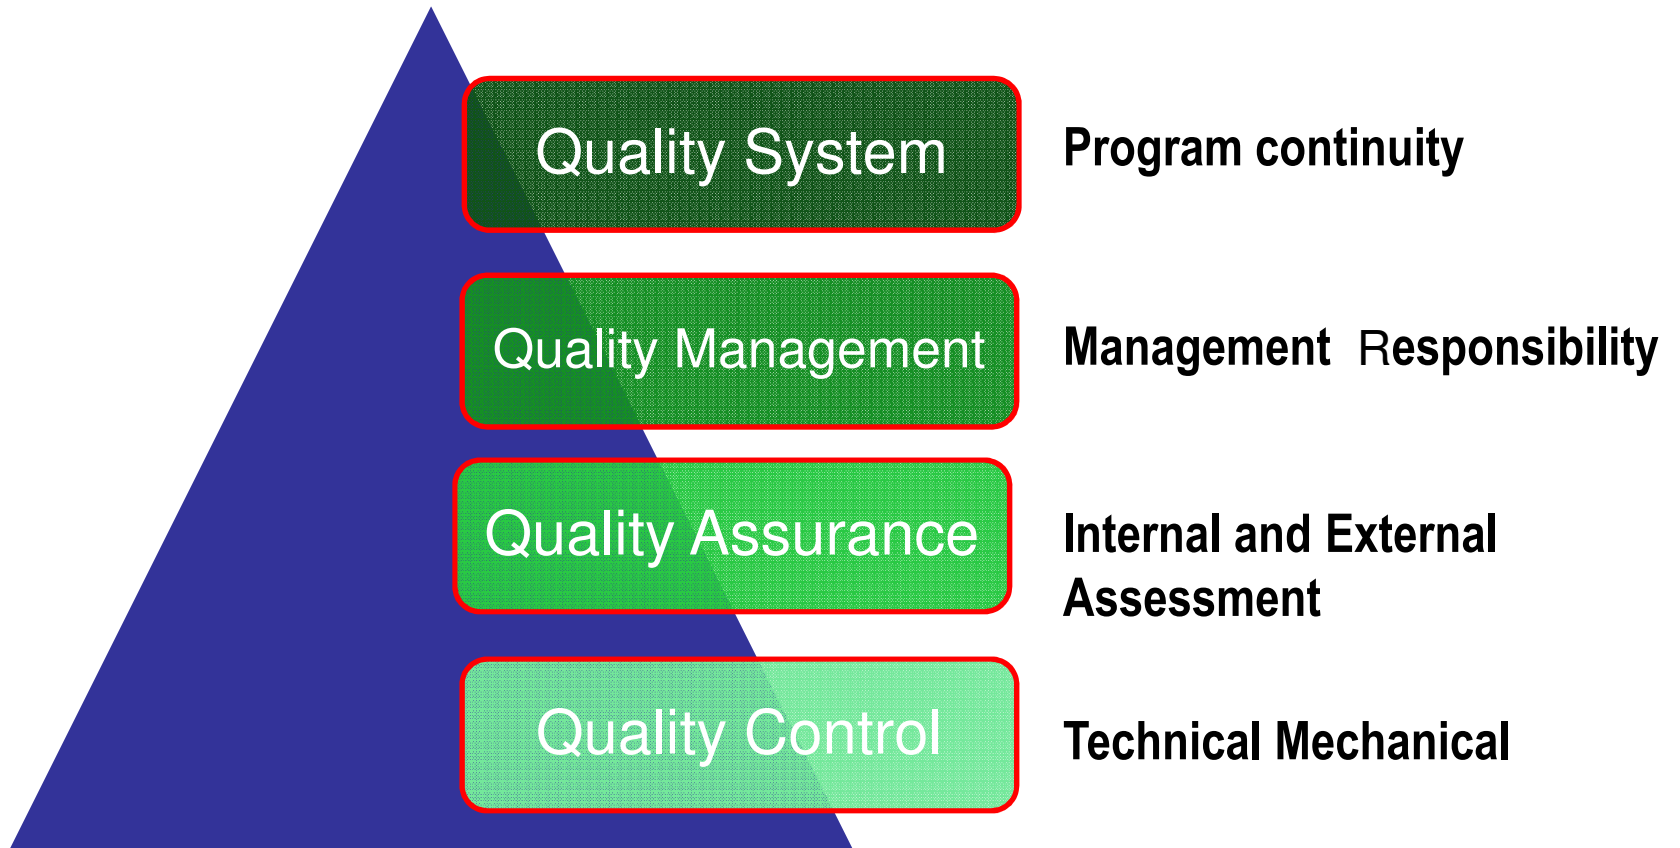 Quality System
Program continuity
Quality Management
Management Responsibility
Quality Assurance
Internal and External
Assessment
Quality Control
Technical Mechanical